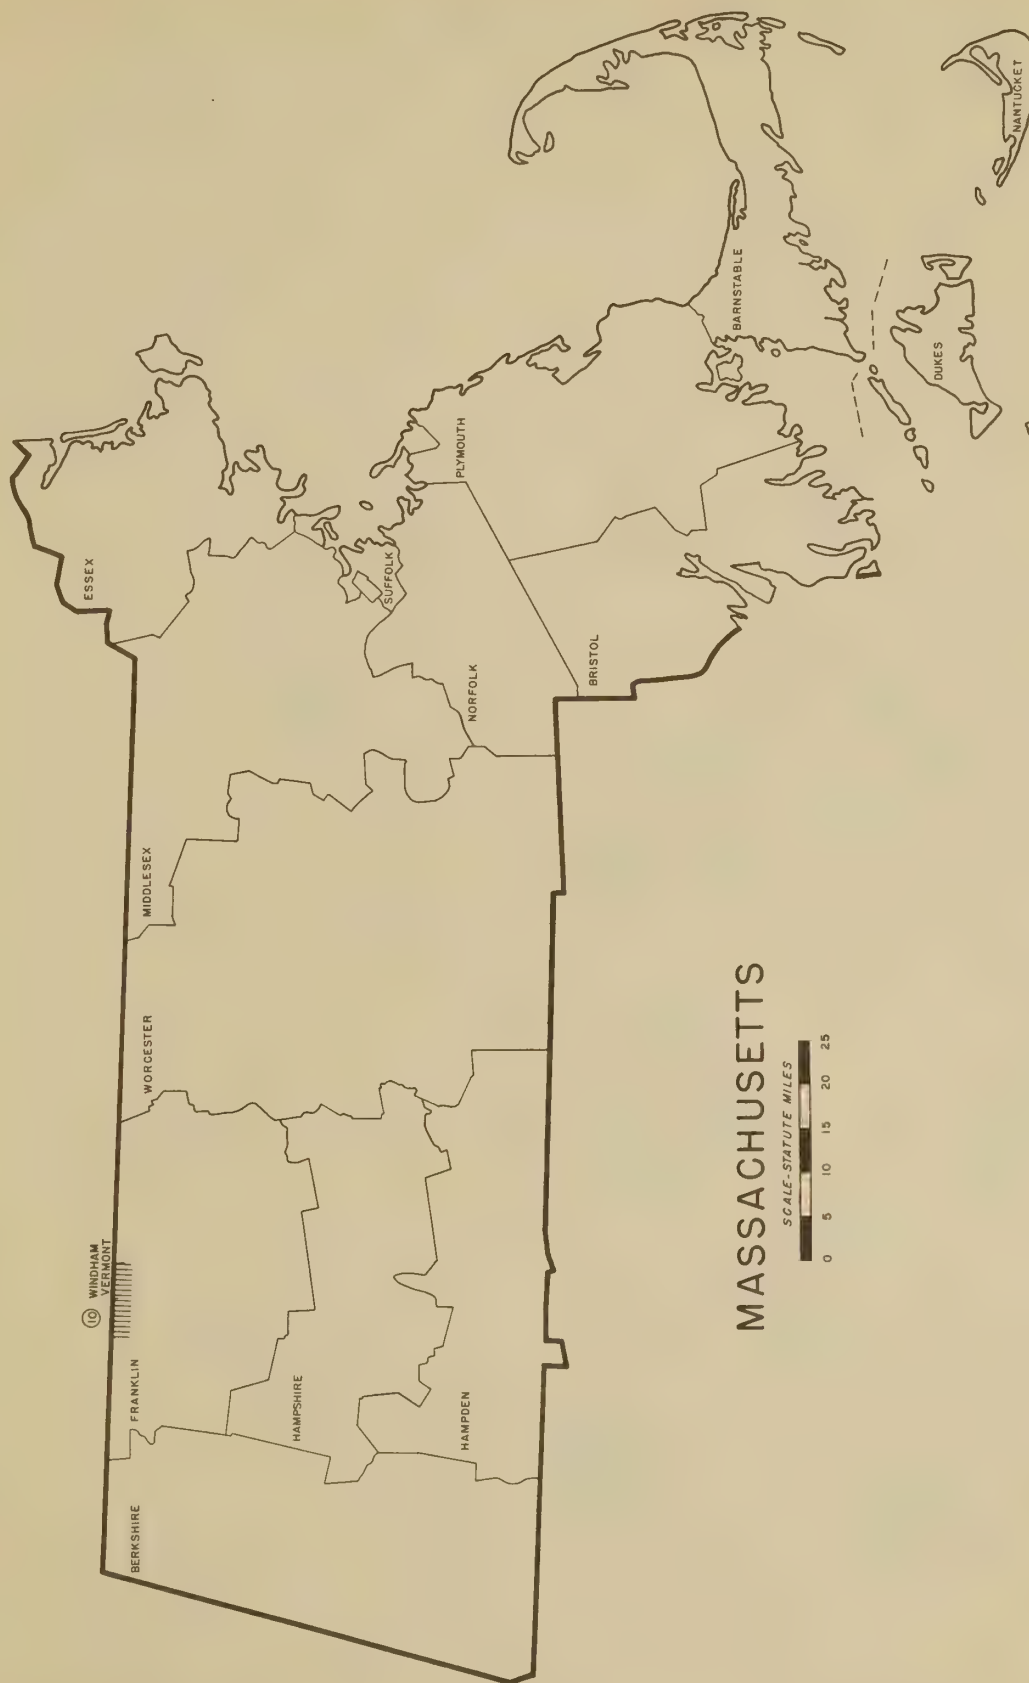 ⑩ WINDHAM
VERMONT
BERKSHIRE
FRANKLIN
WORCESTER
MIDDLESEX
ESSEX
HAMPSHIRE
HAMPDEN
NORFOLK
SUFFOLK
PLYMOUTH
BRISTOL
BARNSTABLE
DUKES
NANTUCKET
MASSACHUSETTS
SCALE-STATUTE MILES
0 5 10 15 20 25